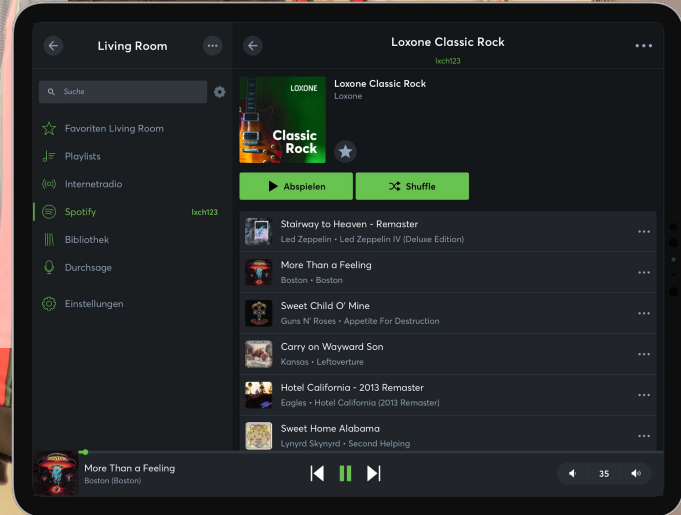 Living Room
Suche
Favoriten Living Room
Playlists
Internetradio
Spotify lxch123
Bibliothek
Durchsage
Einstellungen
Loxone Classic Rock
lxch123
LOXONE
Classic
Rock
Loxone Classic Rock
Loxone
Abspielen
Shuffle
Stairway to Heaven - Remaster
Led Zeppelin • Led Zeppelin IV (Deluxe Edition)
More Than a Feeling
Boston • Boston
Sweet Child O' Mine
Guns N' Roses • Appetite For Destruction
Carry on Wayward Son
Kansas • Leftoverture
Hotel California - 2013 Remaster
Eagles • Hotel California (2013 Remaster)
Sweet Home Alabama
Lynyrd Skynyrd • Second Helping
More Than a Feeling
Boston (Boston)
35